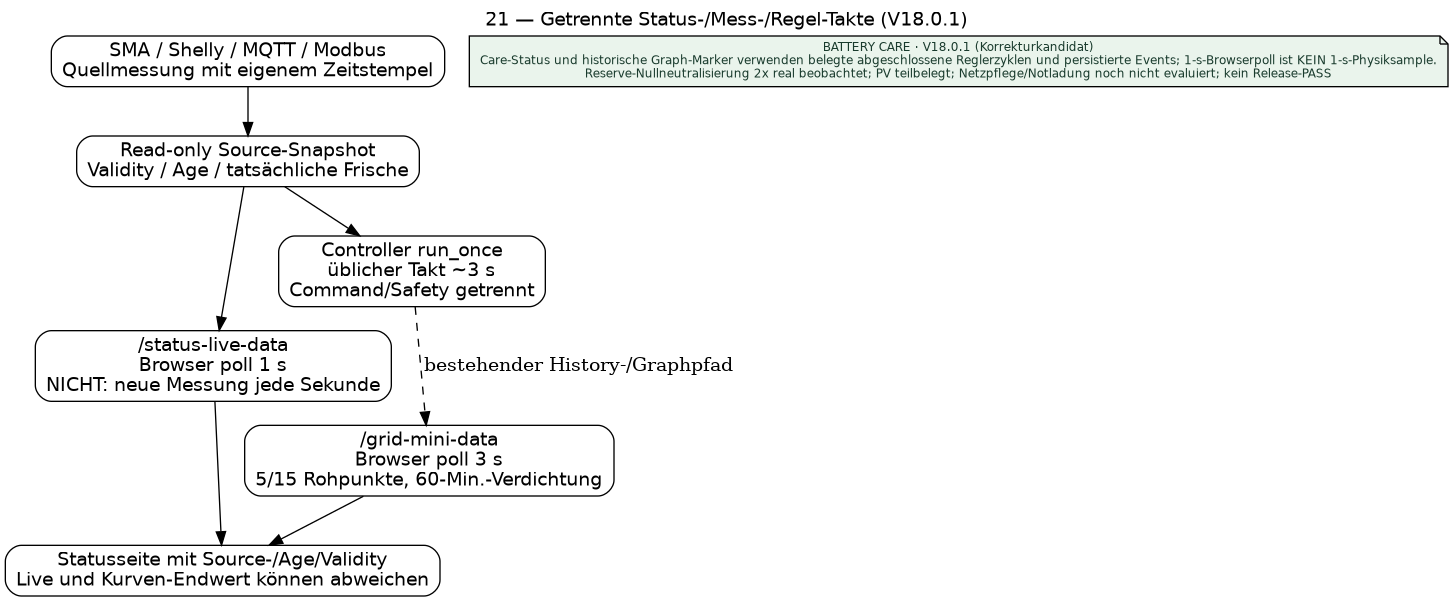 21 — Getrennte Status-/Mess-/Regel-Takte (V18.0.1)
SMA / Shelly / MQTT / Modbus
Quellmessung mit eigenem Zeitstempel
BATTERY CARE · V18.0.1 (Korrekturkandidat)
Care-Status und historische Graph-Marker verwenden belegte abgeschlossene Reglerzyklen und persistierte Events; 1-s-Browserpoll ist KEIN 1-s-Physiksample.
Reserve-Nullneutralisierung 2x real beobachtet; PV teilbelegt; Netzpflege/Notladung noch nicht evaluiert; kein Release-PASS
Read-only Source-Snapshot
Validity / Age / tatsächliche Frische
Controller run_once
üblicher Takt ~3 s
Command/Safety getrennt
/status-live-data
Browser poll 1 s
NICHT: neue Messung jede Sekunde
bestehender History-/Graphpfad
/grid-mini-data
Browser poll 3 s
5/15 Rohpunkte, 60-Min.-Verdichtung
Statusseite mit Source-/Age/Validity
Live und Kurven-Endwert können abweichen